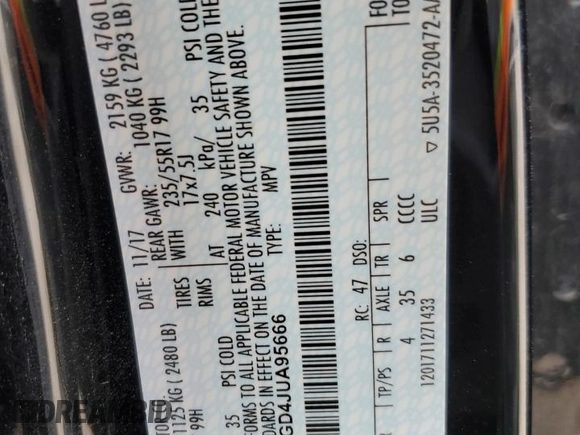 DATE: 11/17 GVWR: 2159 KG ( 4760 L
REAR GAWR: 1040 KG ( 2293 LB)
1125 KG ( 2480 LB) WITH 235/55R17 99H
99H TIRES 17x7.5J
RIMS
35 PSI COLD AT 240 kPa/ 35 PSI COLD
FORMS TO ALL APPLICABLE FEDERAL MOTOR VEHICLE SAFETY AND THE
DARDS IN EFFECT ON THE DATE OF MANUFACTURE SHOWN ABOVE.
GD4JUA95666 TYPE: MPV
RC: 47 DSO:
TP/PS R AXLE TR SPR
4 35 6 CCCC
1201711271433 ULC ▽ 5U5A-3520472-A
DREAMBID